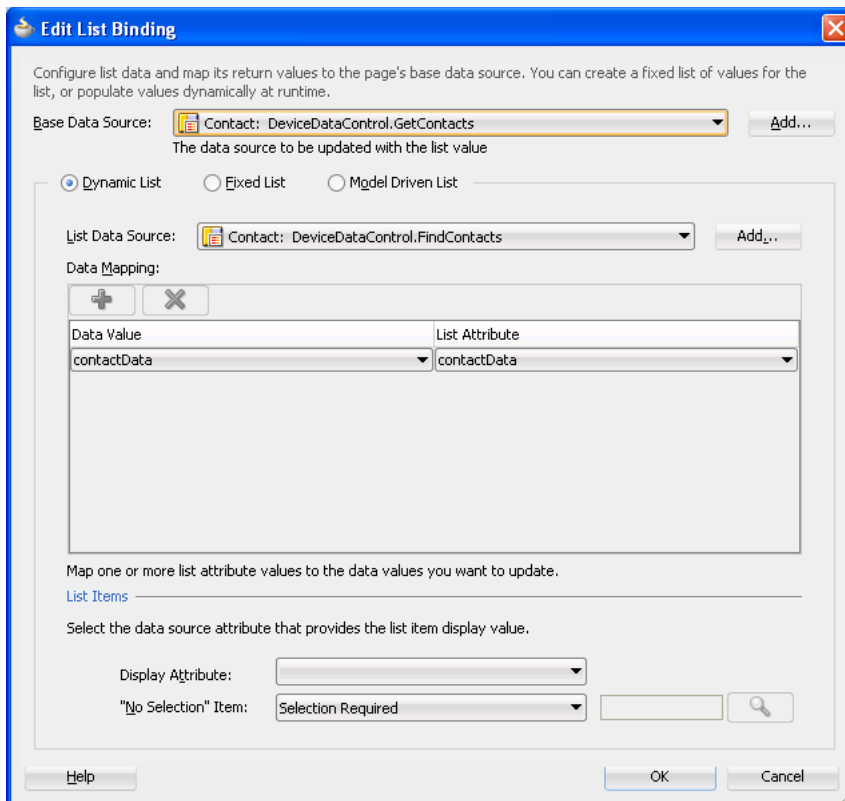 Edit List Binding
Configure list data and map its return values to the page's base data source. You can create a fixed list of values for the
list, or populate values dynamically at runtime.
Base Data Source: Contact: DeviceDataControl.GetContacts Add...
The data source to be updated with the list value
Dynamic List Fixed List Model Driven List
List Data Source: Contact: DeviceDataControl.FindContacts Add...
Data Mapping:
Data Value List Attribute
contactData contactData
Map one or more list attribute values to the data values you want to update.
List Items
Select the data source attribute that provides the list item display value.
Display Attribute:
"No Selection" Item: Selection Required
Help OK Cancel